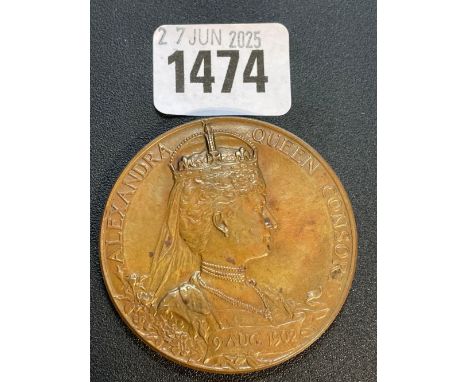 27 JUN 2025
1474
ALEXANDRA QUEEN CONSORT
9 AUG. 1902